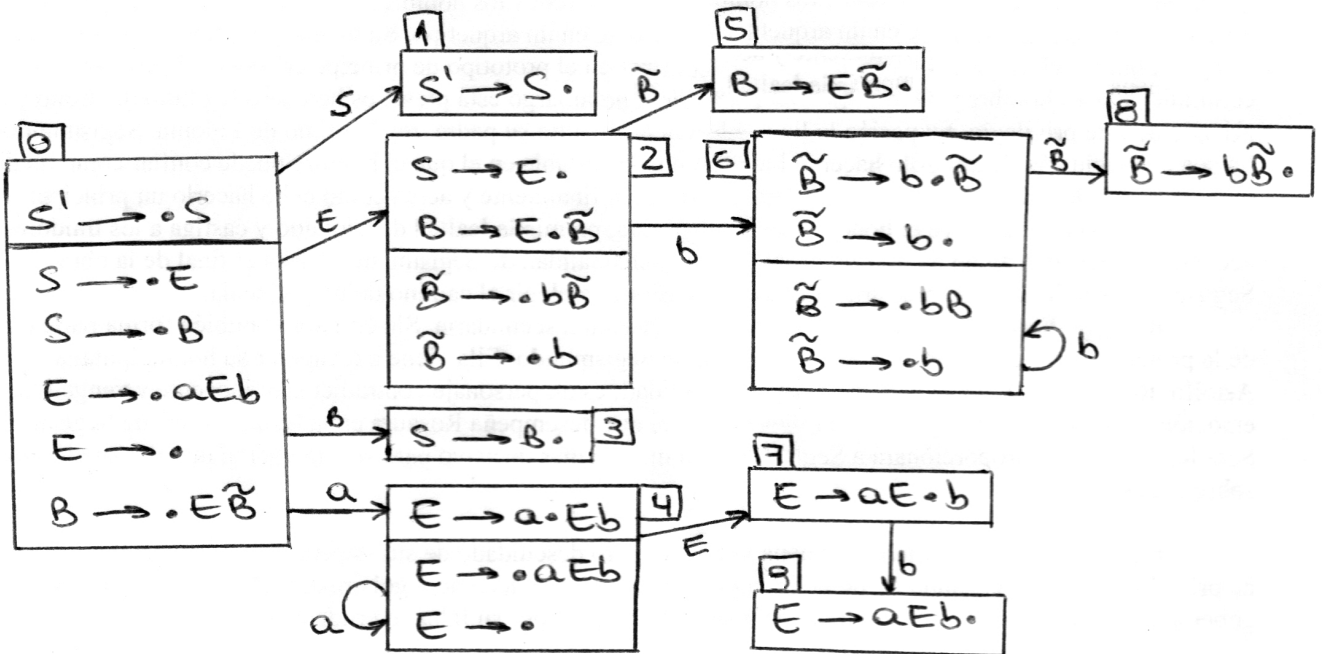 0
S' → ·S
S → ·E
S → ·B
E → ·aEb
E → ·
B → ·EB̃
S
E
B
a
1
S' → S·
B̃
5
B → EB̃·
2
S → E·
B → E·B̃
B̃ → ·bB̃
B̃ → ·b
b
6
B̃ → b·B̃
B̃ → b·
B̃ → ·bB
B̃ → ·b
b
B̃
8
B̃ → bB̃·
3
S → B·
4
E → a·Eb
E → ·aEb
E → ·
a
E
7
E → aE·b
b
9
E → aEb·